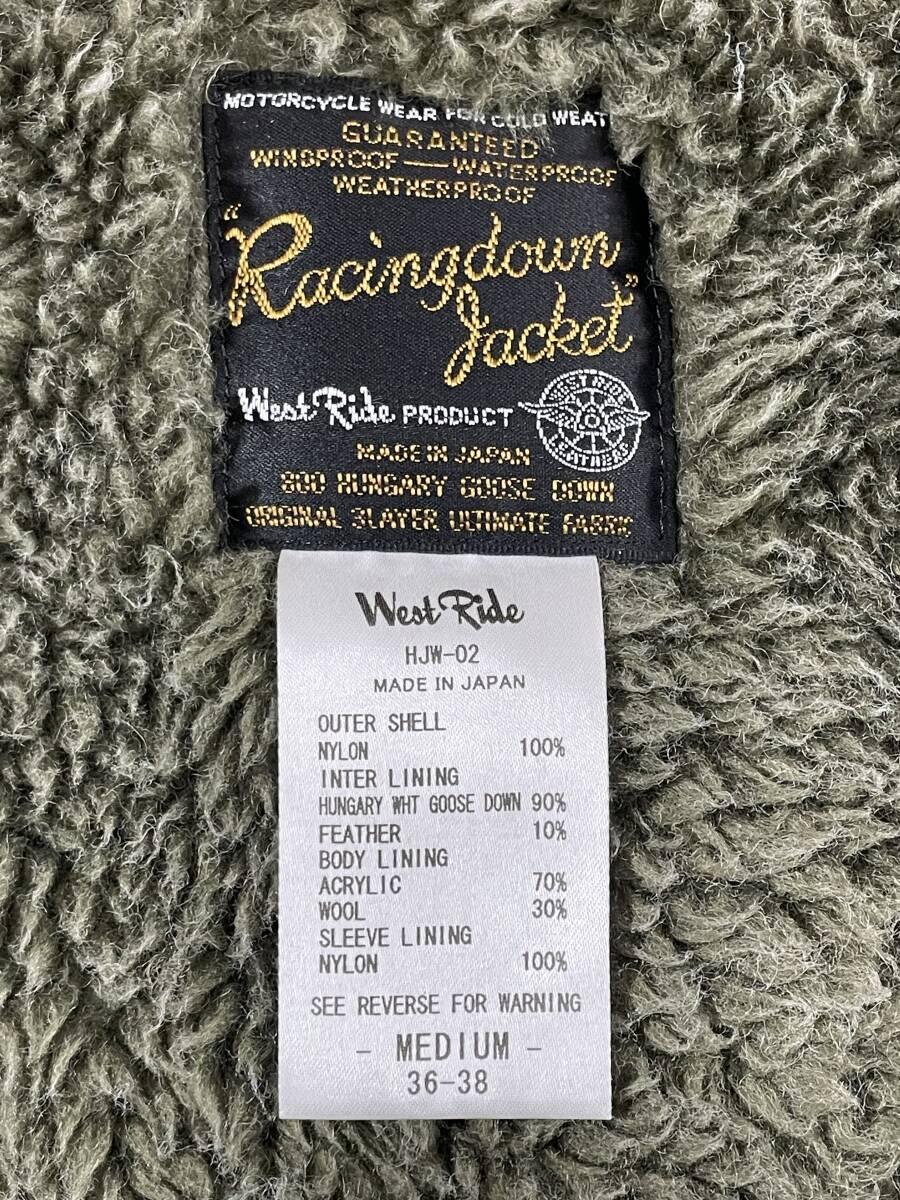 MOTORCYCLE WEAR FOR COLD WEAT
GUARANTEED
WINDPROOF — WATERPROOF
WEATHERPROOF
"Racingdown
Jacket"
West Ride PRODUCT
WESTRIDE
LEATHERS
MADE IN JAPAN
800 HUNGARY GOOSE DOWN
ORIGINAL 3LAYER ULTIMATE FABRIC
West Ride
HJW-02
MADE IN JAPAN
OUTER SHELL
NYLON 100%
INTER LINING
HUNGARY WHT GOOSE DOWN 90%
FEATHER 10%
BODY LINING
ACRYLIC 70%
WOOL 30%
SLEEVE LINING
NYLON 100%
SEE REVERSE FOR WARNING
- MEDIUM -
36-38